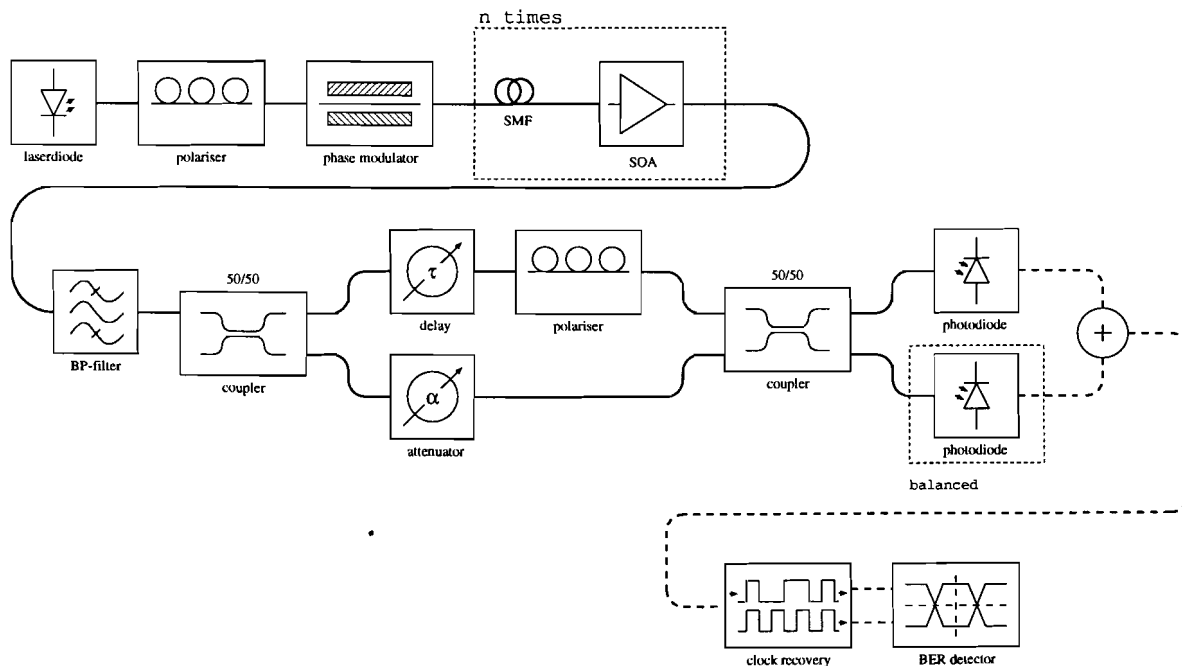 n times
SMF
SOA
laserdiode
polariser
phase modulator
50/50
τ
50/50
delay
polariser
photodiode
+
BP-filter
coupler
coupler
α
attenuator
photodiode
balanced
clock recovery
BER detector